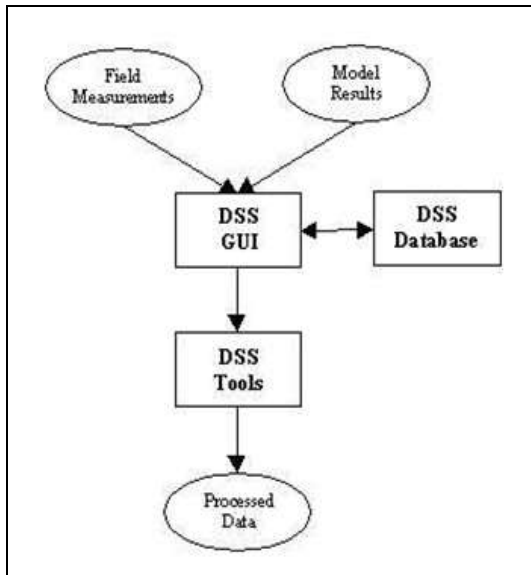 Field
Measurements
Model
Results
DSS
GUI
DSS
Database
DSS
Tools
Processed
Data